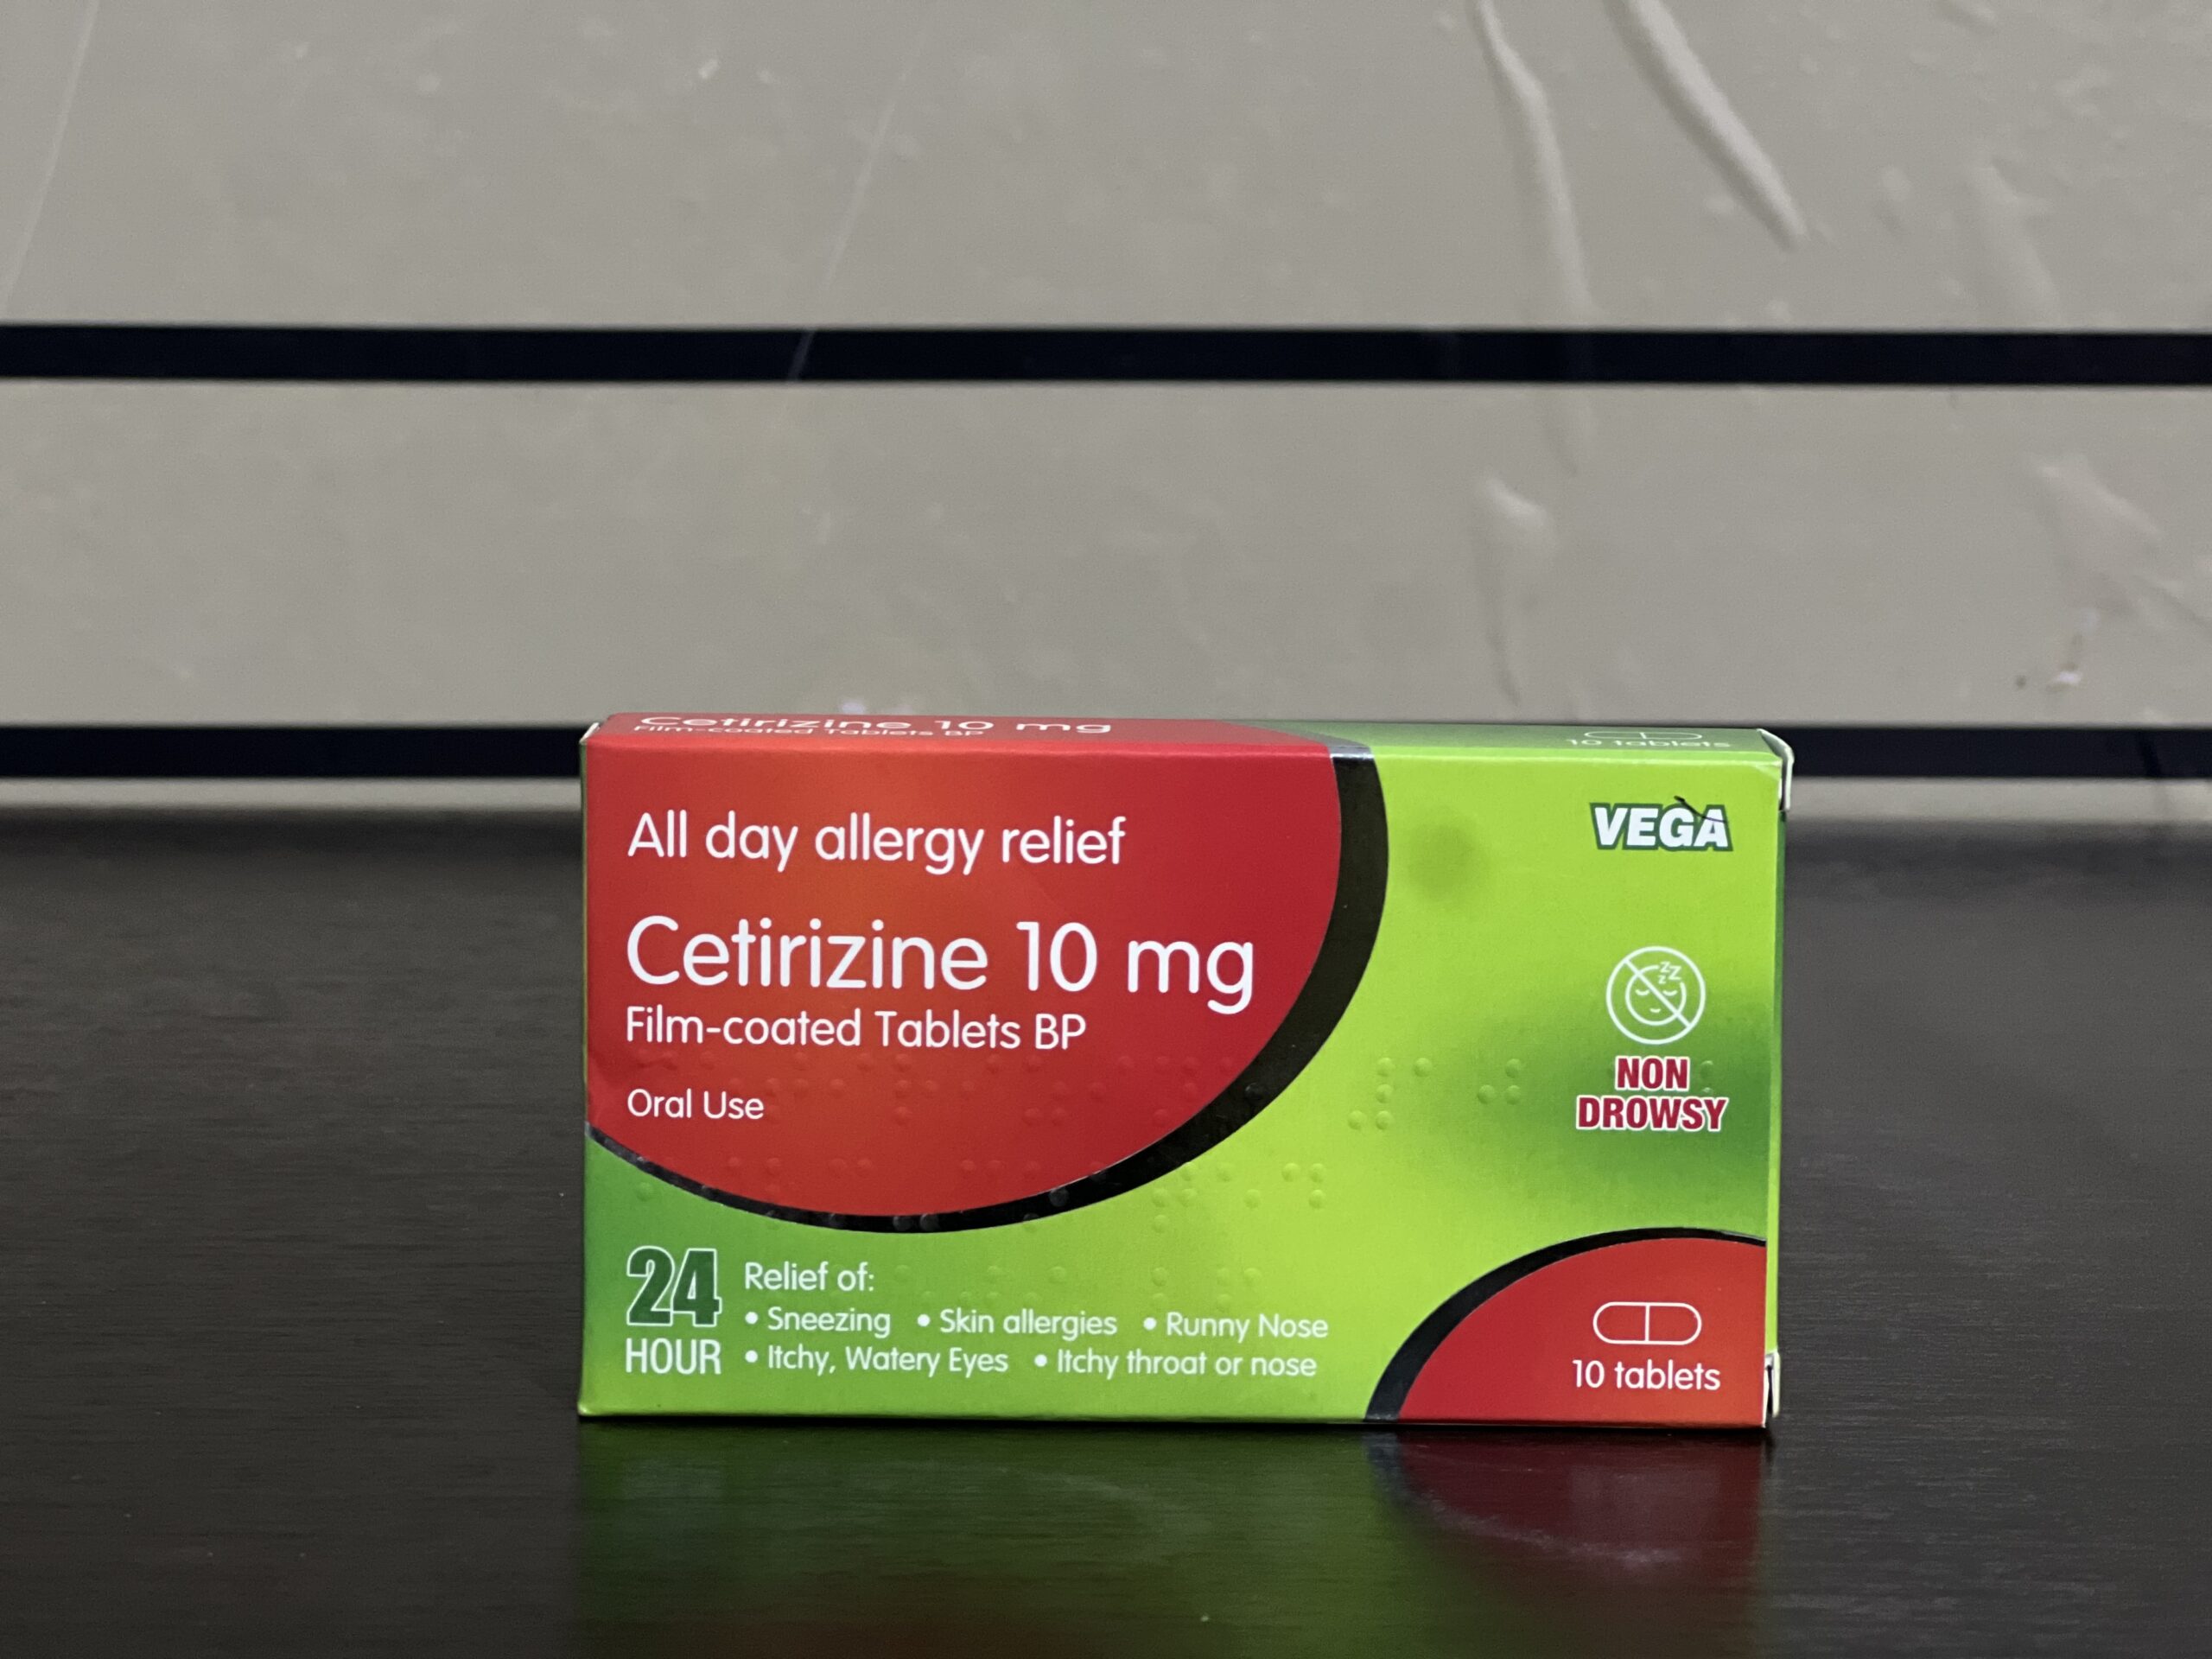 Cetirizine 10 mg
Film-coated Tablets BP
10 tablets
All day allergy relief
VEGA
Cetirizine 10 mg
Film-coated Tablets BP
Oral Use
zzz
NON
DROWSY
24
HOUR
Relief of:
• Sneezing • Skin allergies • Runny Nose
• Itchy, Watery Eyes • Itchy throat or nose
10 tablets